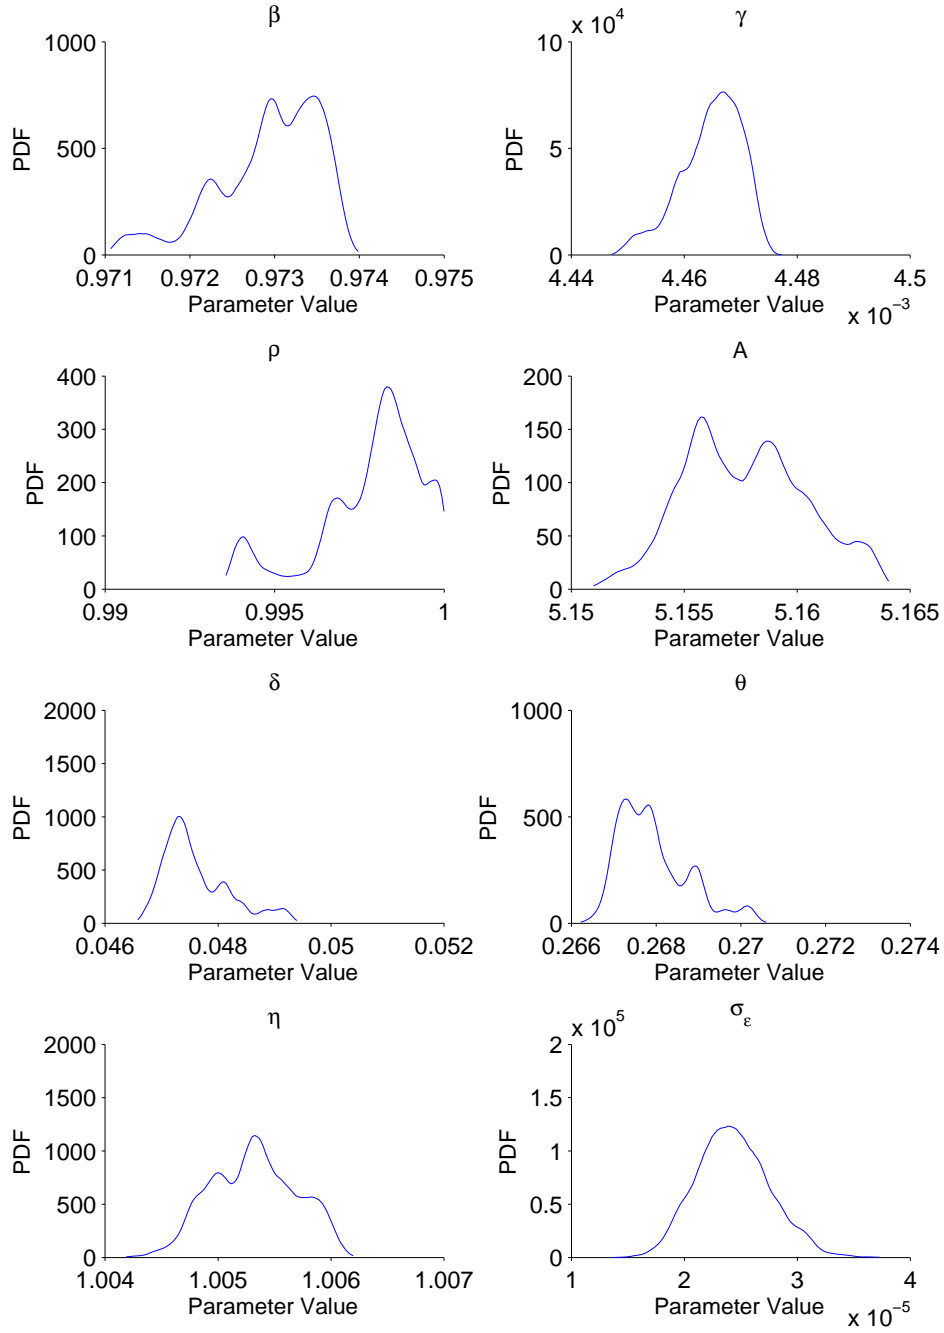 β
PDF
1000
500
0
0.971 0.972 0.973 0.974 0.975
Parameter Value
γ
x 10⁴
PDF
10
5
0
4.44 4.46 4.48 4.5
Parameter Value
x 10⁻³
ρ
PDF
400
300
200
100
0
0.99 0.995 1
Parameter Value
A
PDF
200
150
100
50
0
5.15 5.155 5.16 5.165
Parameter Value
δ
PDF
2000
1500
1000
500
0
0.046 0.048 0.05 0.052
Parameter Value
θ
PDF
1000
500
0
0.266 0.268 0.27 0.272 0.274
Parameter Value
η
PDF
2000
1500
1000
500
0
1.004 1.005 1.006 1.007
Parameter Value
σ_ε
x 10⁵
PDF
2
1.5
1
0.5
0
1 2 3 4
Parameter Value
x 10⁻⁵